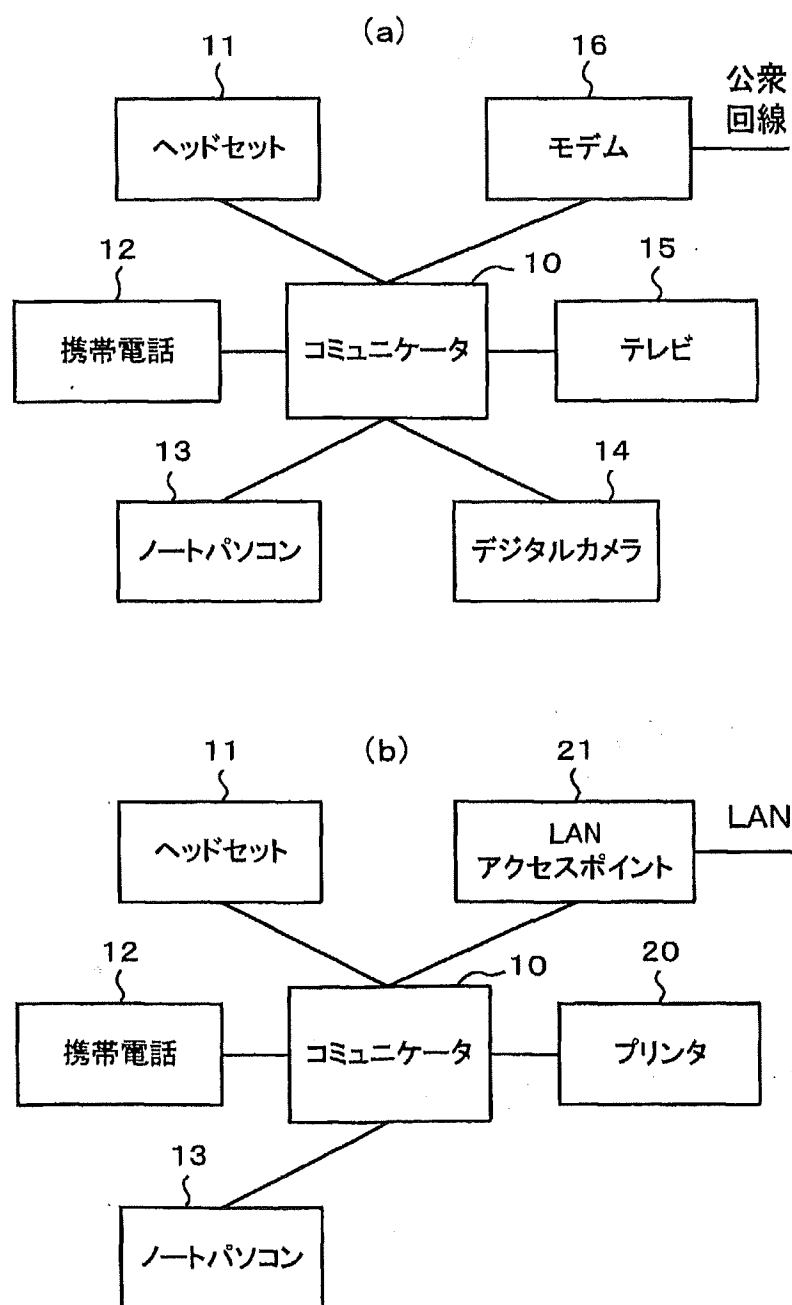 (a)
11
16
公衆
回線
ヘッドセット
モデム
12
10
15
携帯電話
コミュニケータ
テレビ
13
14
ノートパソコン
デジタルカメラ
(b)
11
21
LAN
ヘッドセット
LAN
アクセスポイント
12
10
20
携帯電話
コミュニケータ
プリンタ
13
ノートパソコン